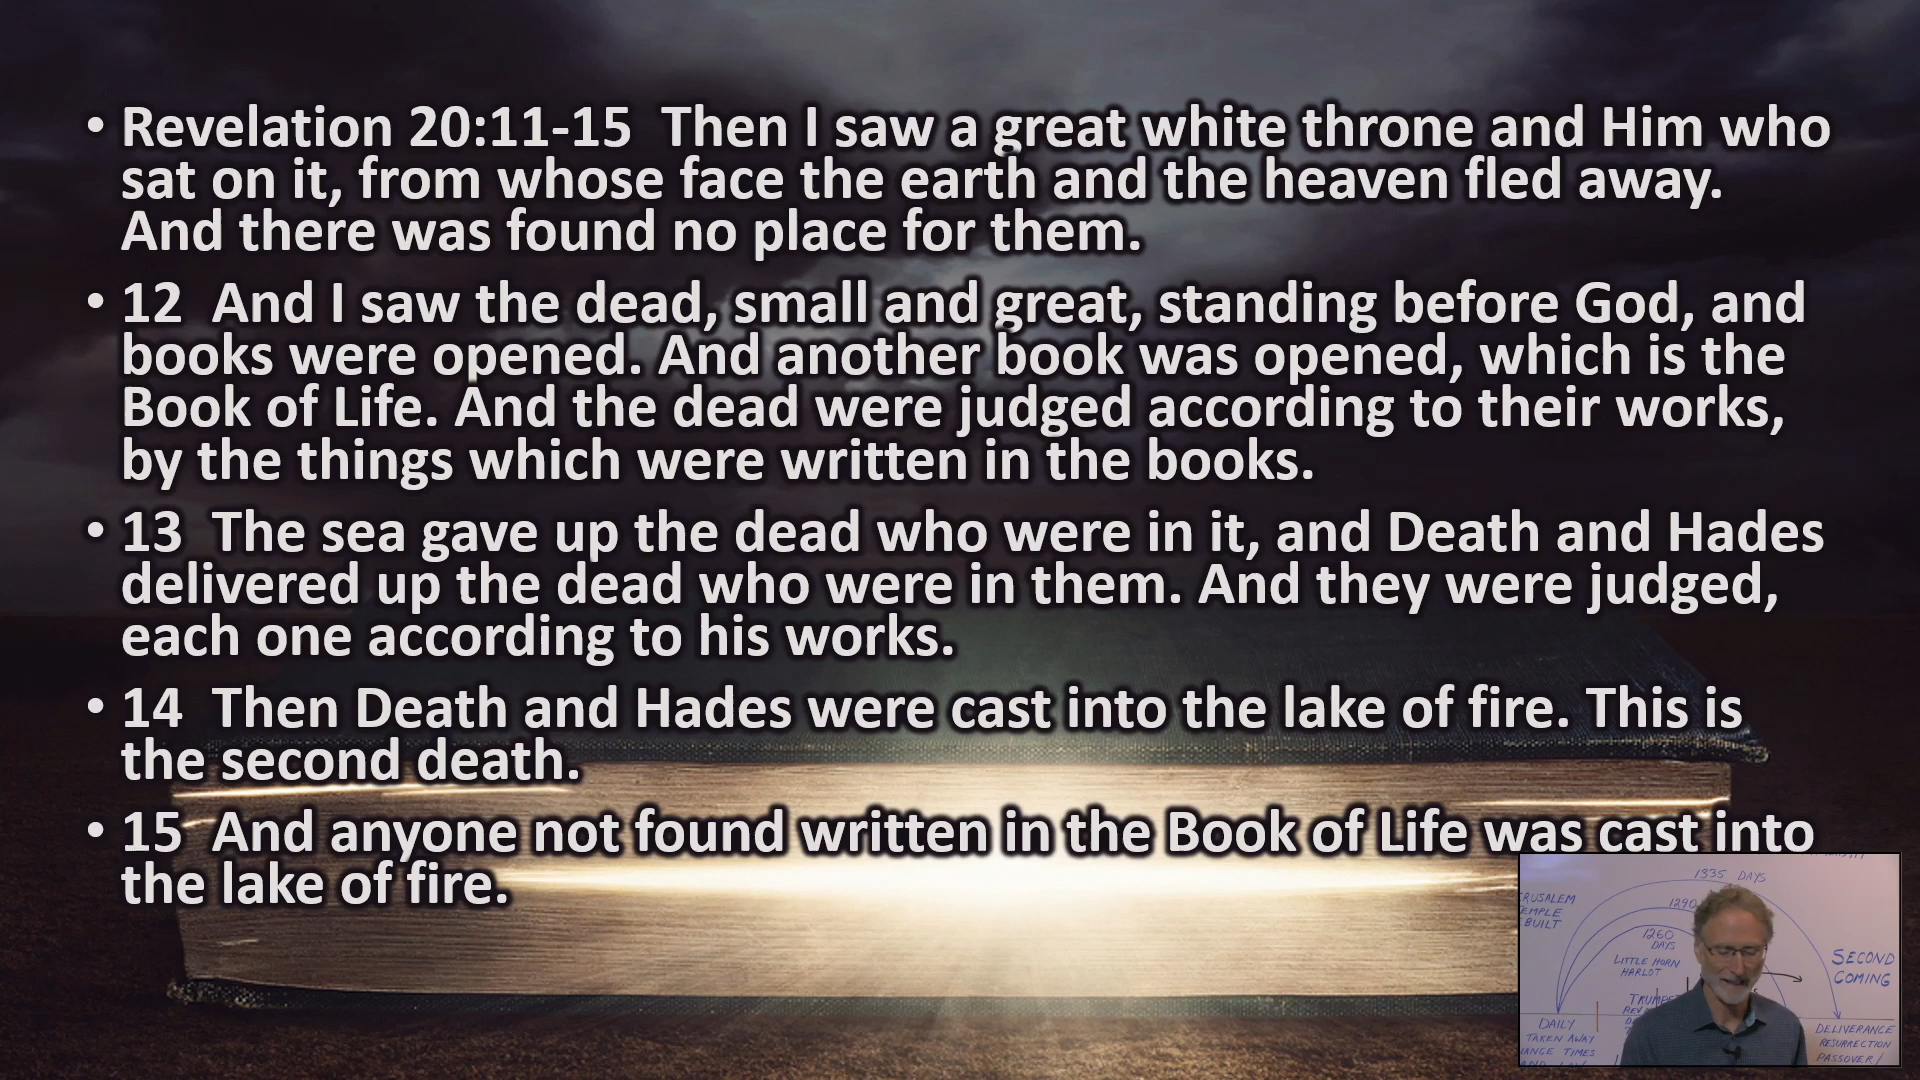 • Revelation 20:11-15  Then I saw a great white throne and Him who
sat on it, from whose face the earth and the heaven fled away.
And there was found no place for them.
• 12  And I saw the dead, small and great, standing before God, and
books were opened. And another book was opened, which is the
Book of Life. And the dead were judged according to their works,
by the things which were written in the books.
• 13  The sea gave up the dead who were in it, and Death and Hades
delivered up the dead who were in them. And they were judged,
each one according to his works.
• 14  Then Death and Hades were cast into the lake of fire. This is
the second death.
• 15  And anyone not found written in the Book of Life was cast into
the lake of fire.
1335 DAYS
1290
1260
DAYS
BUILT
LITTLE HORN
HARLOT
SECOND
COMING
DAILY
TAKEN AWAY
TIMES
DELIVERANCE
RESURRECTION
PASSOVER/